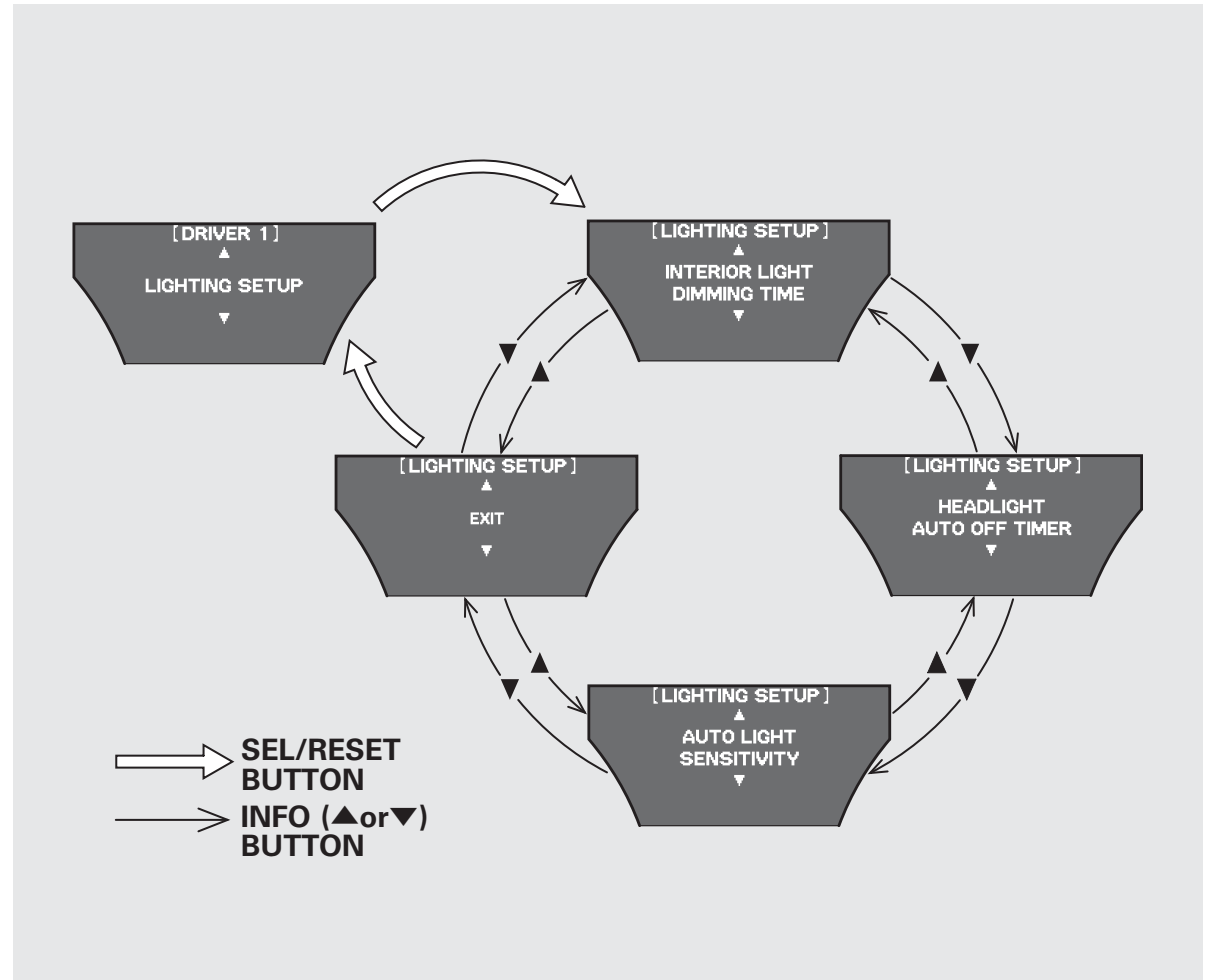 [DRIVER 1]
▲
LIGHTING SETUP
▼
[LIGHTING SETUP]
▲
INTERIOR LIGHT
DIMMING TIME
▼
▼
▲
▲
▼
[LIGHTING SETUP]
▲
EXIT
▼
[LIGHTING SETUP]
▲
HEADLIGHT
AUTO OFF TIMER
▼
▲
▼
▲
▼
[LIGHTING SETUP]
▲
AUTO LIGHT
SENSITIVITY
▼
SEL/RESET
BUTTON
INFO (▲or▼)
BUTTON